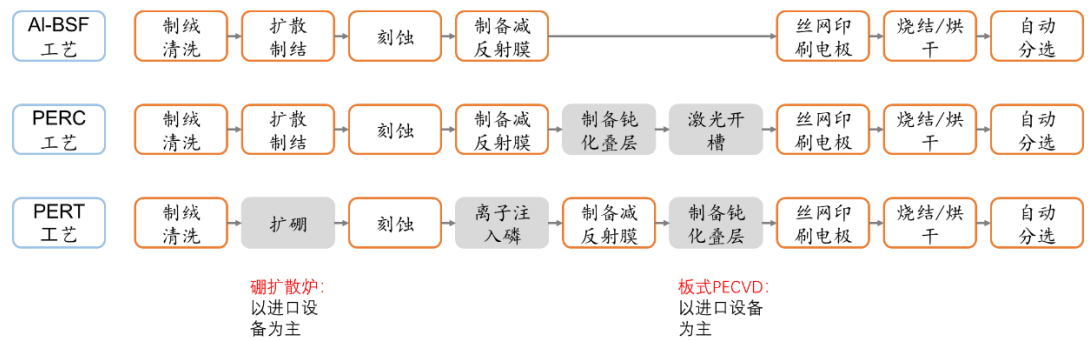 Al-BSF
工艺
制绒
清洗
扩散
制结
刻蚀
制备减
反射膜
丝网印
刷电极
烧结/烘
干
自动
分选
PERC
工艺
制绒
清洗
扩散
制结
刻蚀
制备减
反射膜
制备钝
化叠层
激光开
槽
丝网印
刷电极
烧结/烘
干
自动
分选
PERT
工艺
制绒
清洗
扩硼
刻蚀
离子注
入磷
制备减
反射膜
制备钝
化叠层
丝网印
刷电极
烧结/烘
干
自动
分选
硼扩散炉：
以进口设
备为主
板式PECVD：
以进口设备
为主